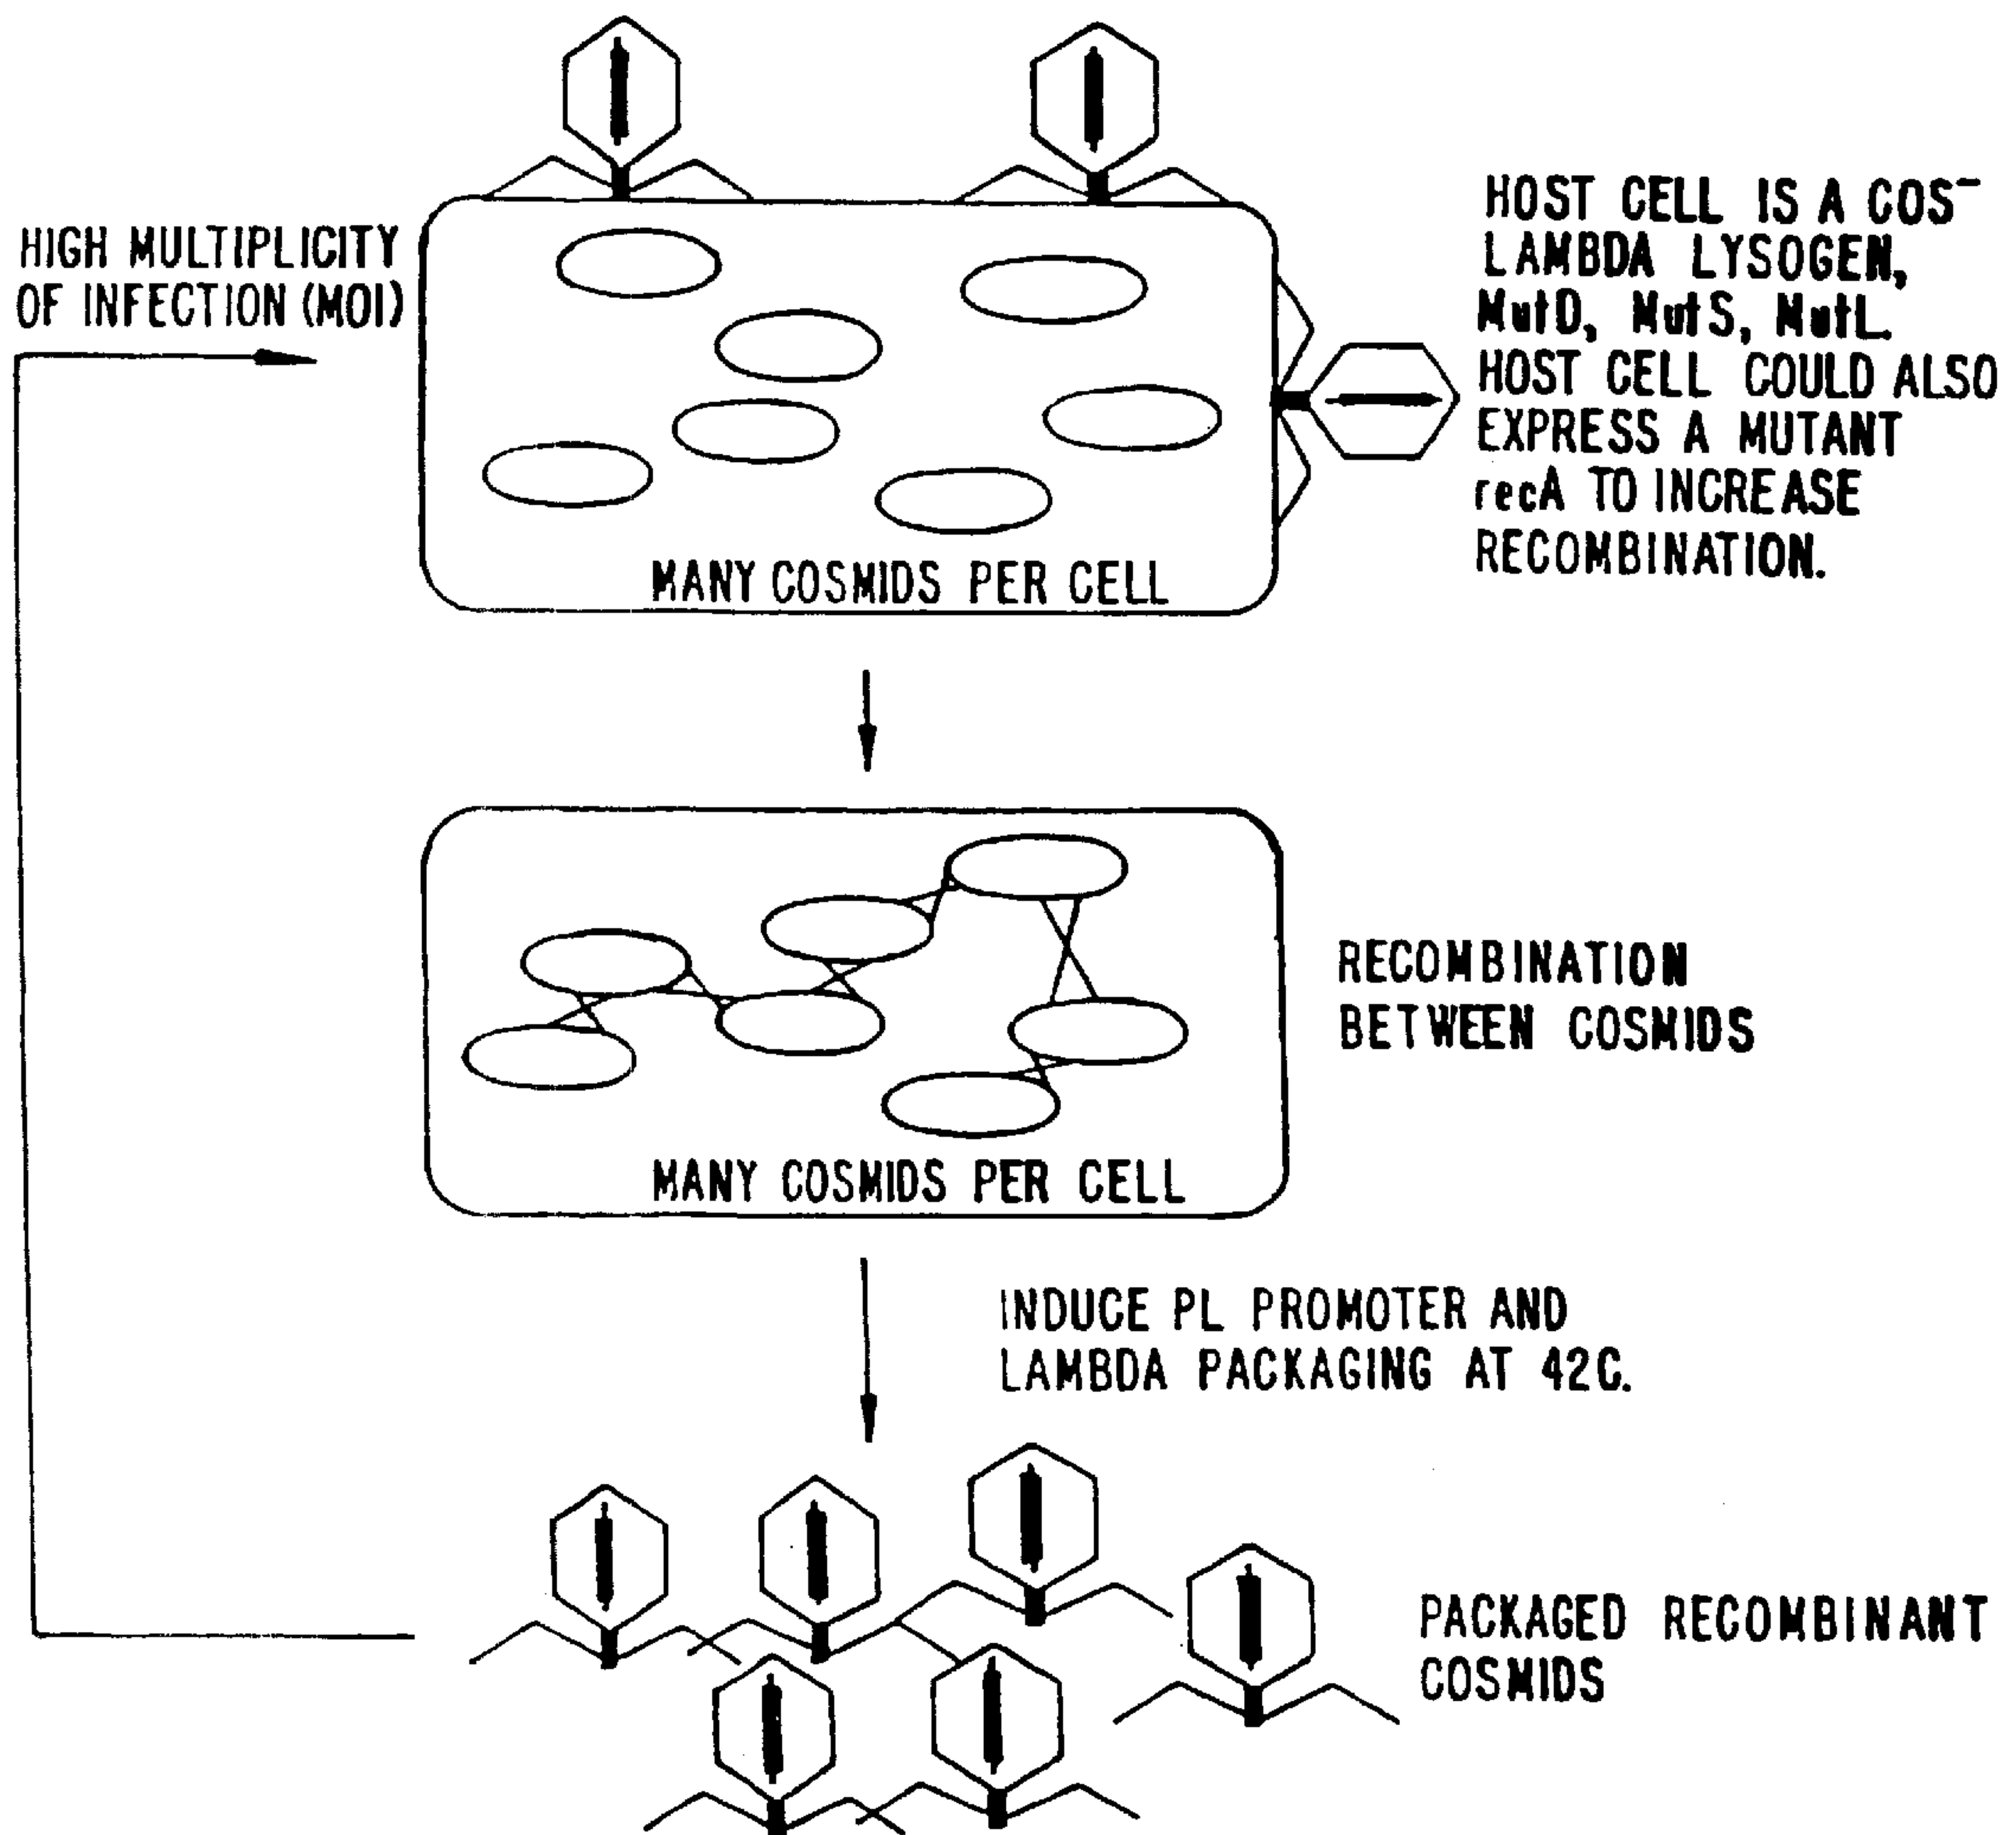 HIGH MULTIPLICITY
OF INFECTION (MOI)
HOST CELL IS A COS⁻
LAMBDA LYSOGEN,
MutD, MutS, MutL.
HOST CELL COULD ALSO
EXPRESS A MUTANT
recA TO INCREASE
RECOMBINATION.
MANY COSMIDS PER CELL
RECOMBINATION
BETWEEN COSMIDS
MANY COSMIDS PER CELL
INDUCE PL PROMOTER AND
LAMBDA PACKAGING AT 42C.
PACKAGED RECOMBINANT
COSMIDS